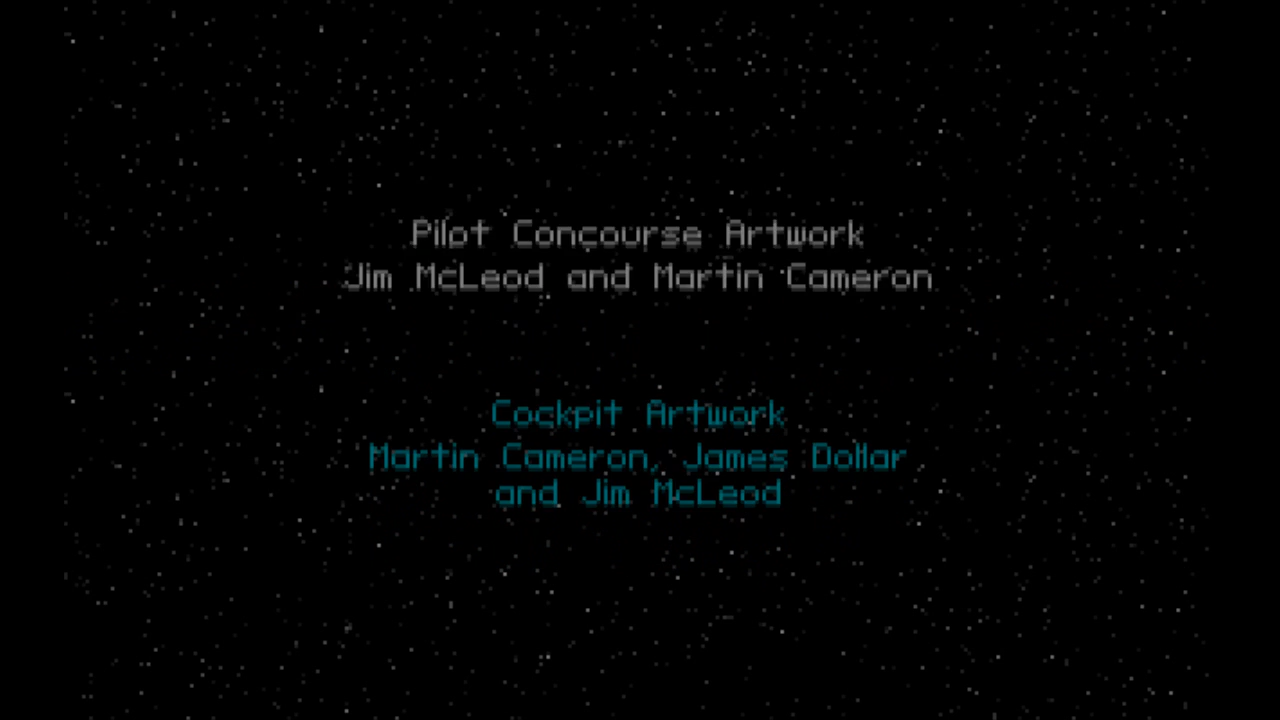 Pilot Concourse Artwork
Jim McLeod and Martin Cameron
Cockpit Artwork
Martin Cameron, James Dollar
and Jim McLeod